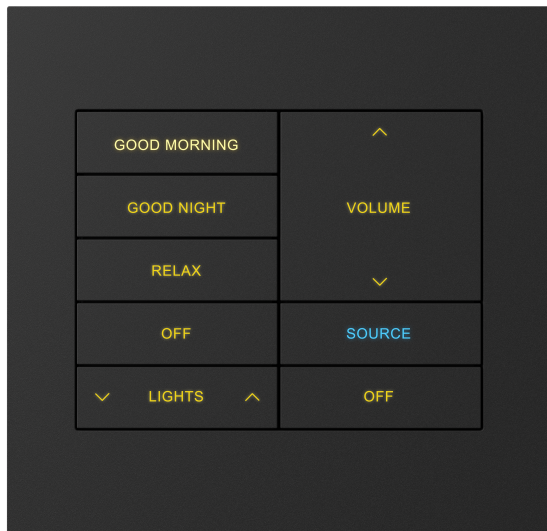 GOOD MORNING
GOOD NIGHT
RELAX
OFF
LIGHTS
VOLUME
SOURCE
OFF